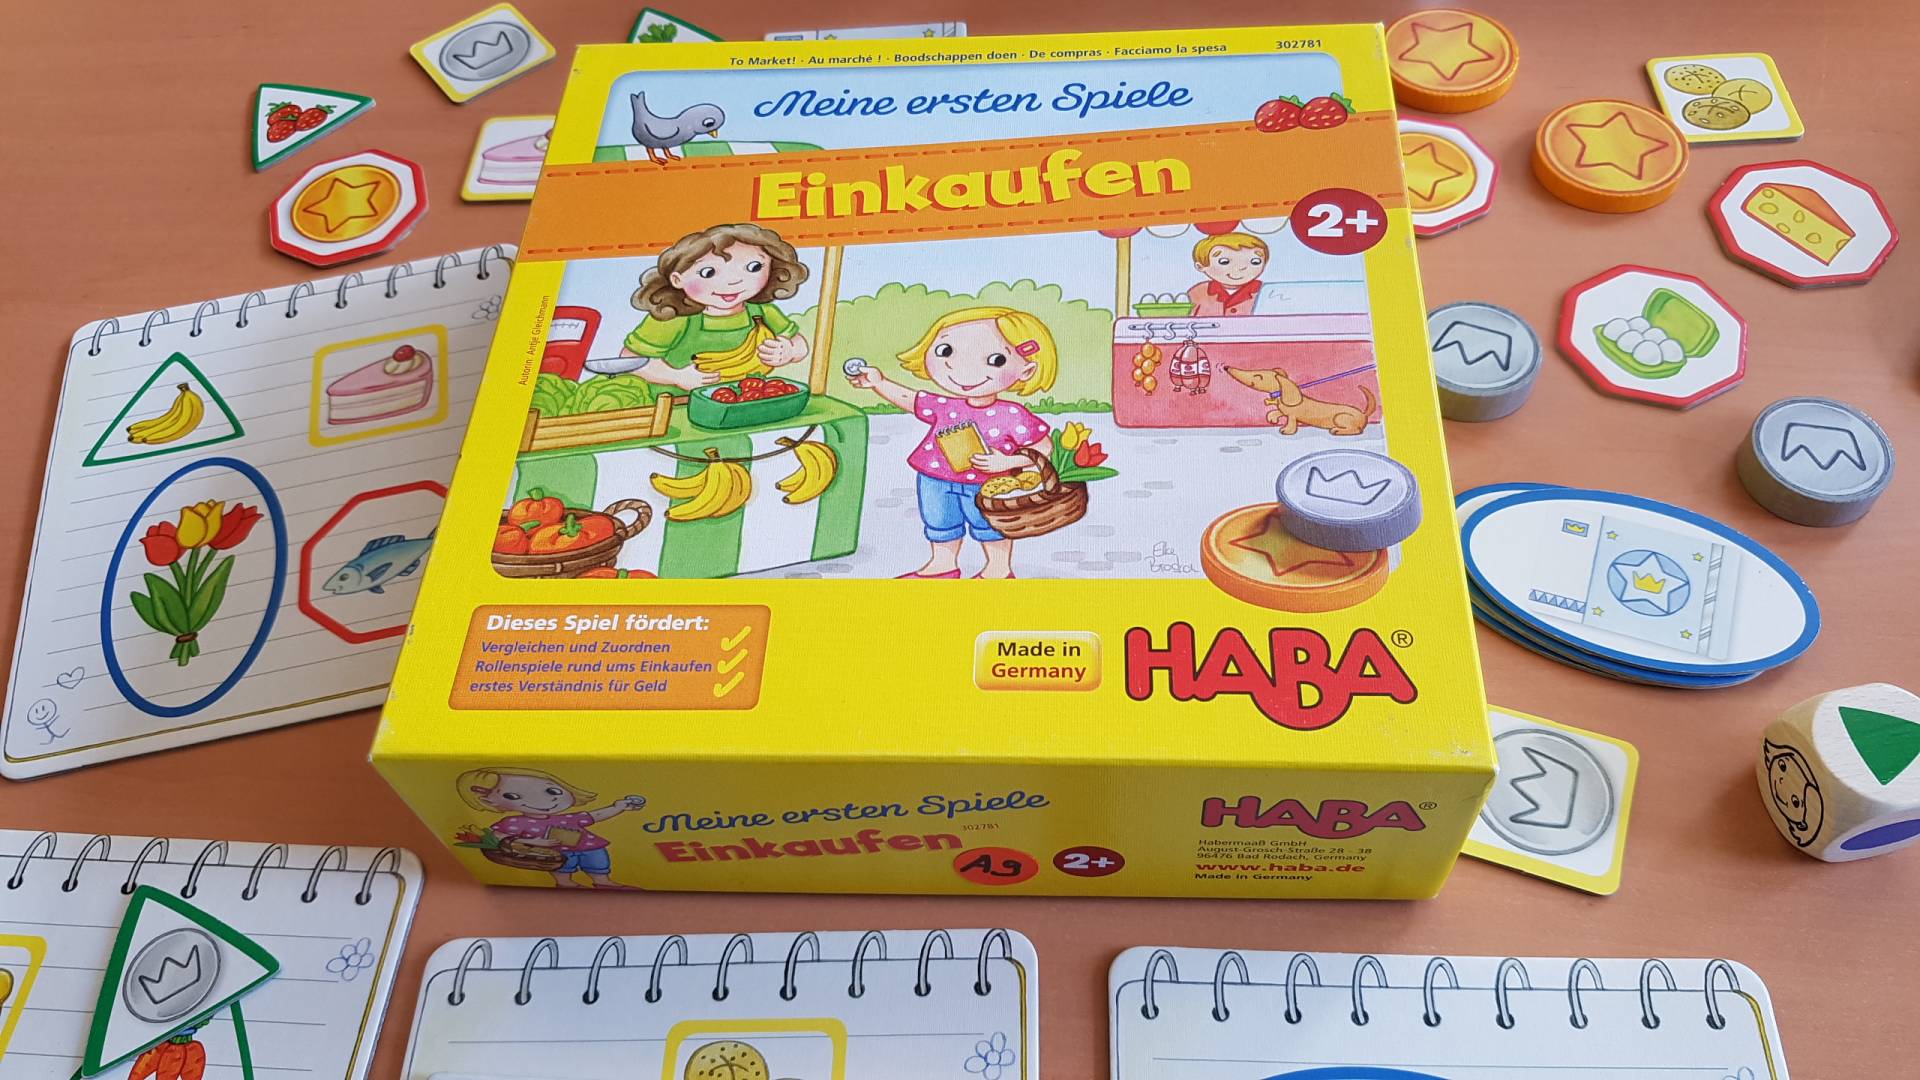 To Market! · Au marché ! · Boodschappen doen · De compras · Facciamo la spesa
302781
Meine ersten Spiele
Einkaufen
2+
Autorin: Antje Gleichmann
Dieses Spiel fördert:
Vergleichen und Zuordnen
Rollenspiele rund ums Einkaufen
erstes Verständnis für Geld
Made in
Germany
HABA®
Meine ersten Spiele
302781
Einkaufen
A9
2+
HABA®
Habermaaß GmbH
August-Grosch-Straße 28 - 38
96476 Bad Rodach, Germany
www.haba.de
Made in Germany